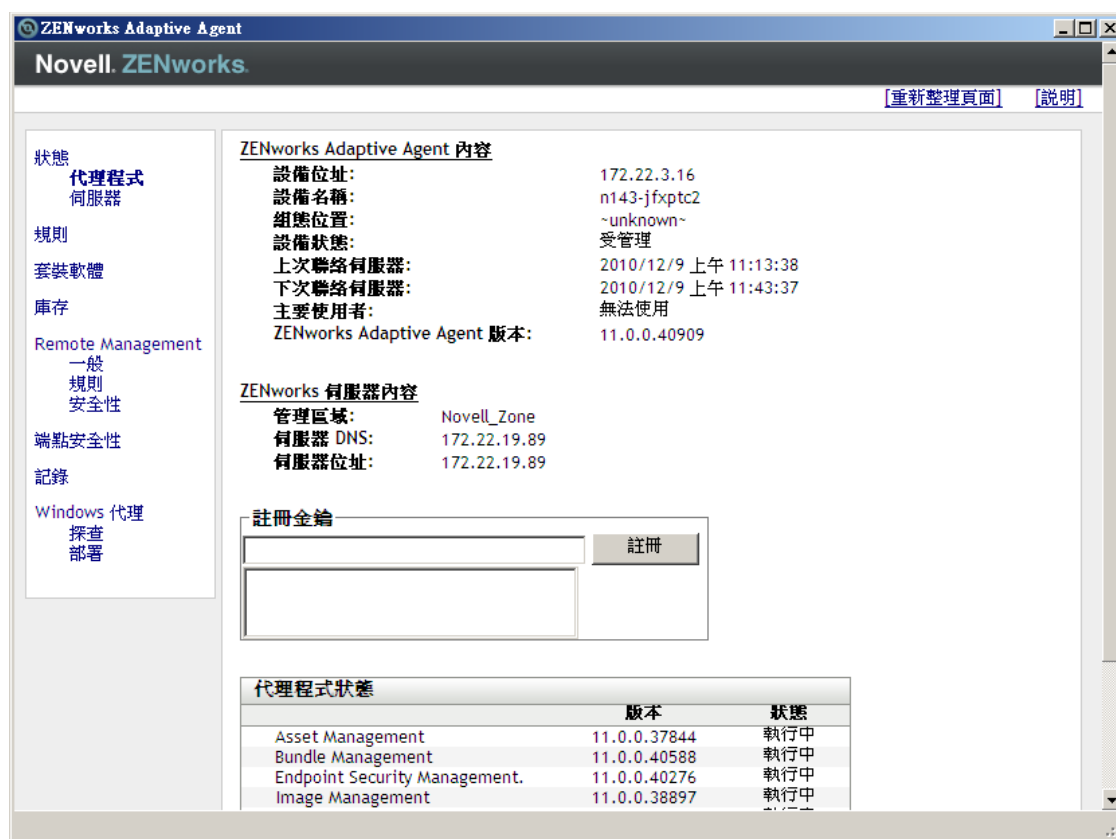 ZENworks Adaptive Agent
Novell. ZENworks.
[重新整理頁面] [說明]
狀態
代理程式
伺服器
規則
套裝軟體
庫存
Remote Management
一般
規則
安全性
端點安全性
記錄
Windows 代理
探查
部署
ZENworks Adaptive Agent 內容
設備位址: 172.22.3.16
設備名稱: n143-jfxptc2
組態位置: ~unknown~
設備狀態: 受管理
上次聯絡伺服器: 2010/12/9 上午 11:13:38
下次聯絡伺服器: 2010/12/9 上午 11:43:37
主要使用者: 無法使用
ZENworks Adaptive Agent 版本: 11.0.0.40909
ZENworks 伺服器內容
管理區域: Novell_Zone
伺服器 DNS: 172.22.19.89
伺服器位址: 172.22.19.89
註冊金鑰
註冊
代理程式狀態
版本 狀態
Asset Management 11.0.0.37844 執行中
Bundle Management 11.0.0.40588 執行中
Endpoint Security Management. 11.0.0.40276 執行中
Image Management 11.0.0.38897 執行中